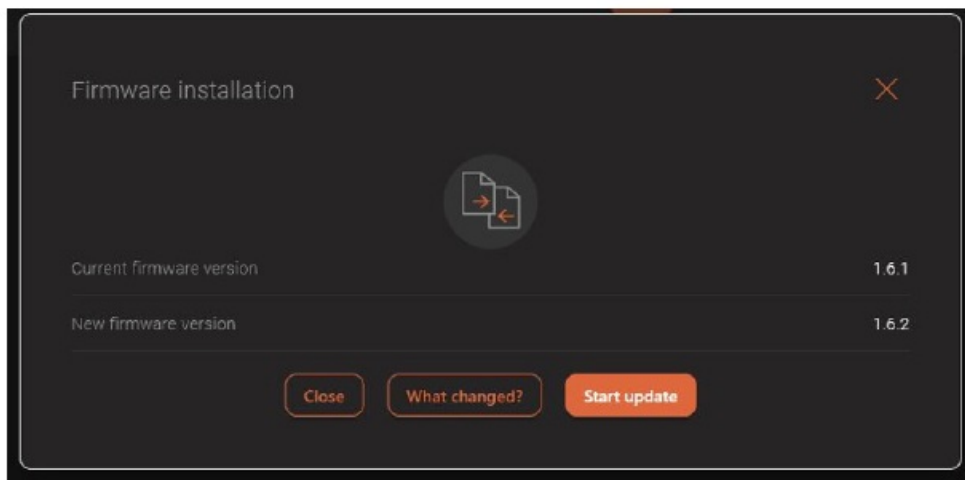 Firmware installation
Current firmware version 1.6.1
New firmware version 1.6.2
Close What changed? Start update